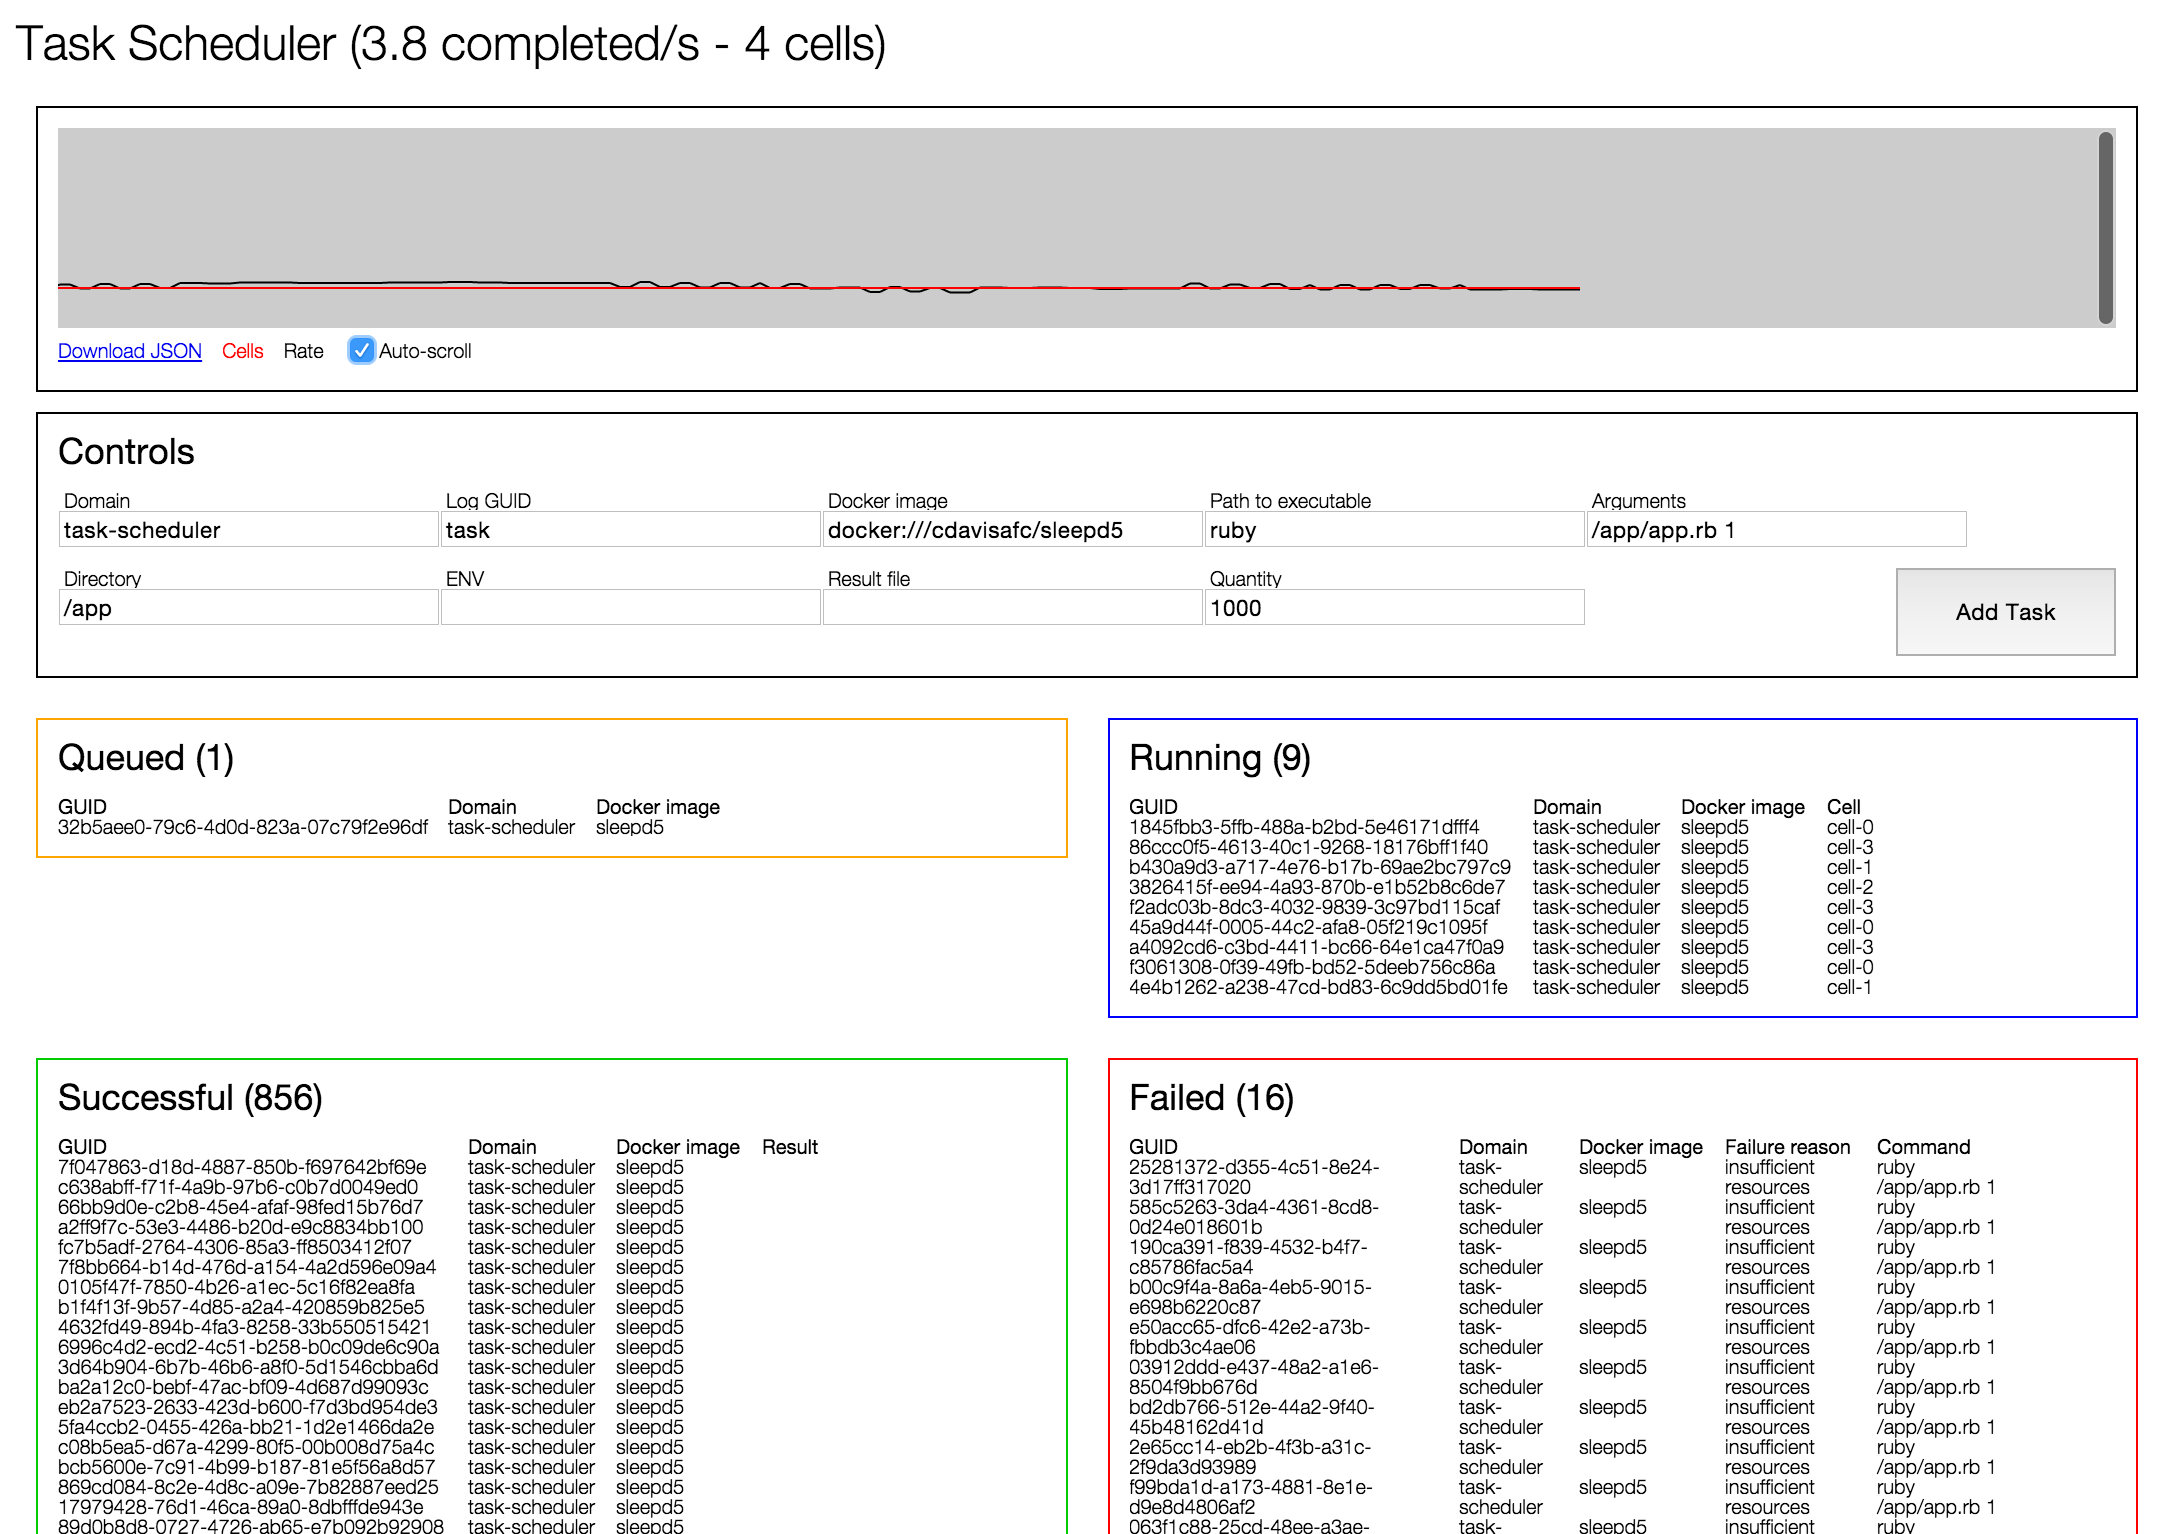 Task Scheduler (3.8 completed/s - 4 cells)
Download JSON Cells Rate Auto-scroll
Controls
Domain Log GUID Docker image Path to executable Arguments
task-scheduler task docker:///cdavisafc/sleepd5 ruby /app/app.rb 1
Directory ENV Result file Quantity
/app 1000
Add Task
Queued (1)
GUID Domain Docker image
32b5aee0-79c6-4d0d-823a-07c79f2e96df task-scheduler sleepd5
Running (9)
GUID Domain Docker image Cell
1845fbb3-5ffb-488a-b2bd-5e46171dfff4 task-scheduler sleepd5 cell-0
86ccc0f5-4613-40c1-9268-18176bff1f40 task-scheduler sleepd5 cell-3
b430a9d3-a717-4e76-b17b-69ae2bc797c9 task-scheduler sleepd5 cell-1
3826415f-ee94-4a93-870b-e1b52b8c6de7 task-scheduler sleepd5 cell-2
f2adc03b-8dc3-4032-9839-3c97bd115caf task-scheduler sleepd5 cell-3
45a9d44f-0005-44c2-afa8-05f219c1095f task-scheduler sleepd5 cell-0
a4092cd6-c3bd-4411-bc66-64e1ca47f0a9 task-scheduler sleepd5 cell-3
f3061308-0f39-49fb-bd52-5deeb756c86a task-scheduler sleepd5 cell-0
4e4b1262-a238-47cd-bd83-6c9dd5bd01fe task-scheduler sleepd5 cell-1
Successful (856)
GUID Domain Docker image Result
7f047863-d18d-4887-850b-f697642bf69e task-scheduler sleepd5
c638abff-f71f-4a9b-97b6-c0b7d0049ed0 task-scheduler sleepd5
66bb9d0e-c2b8-45e4-afaf-98fed15b76d7 task-scheduler sleepd5
a2ff9f7c-53e3-4486-b20d-e9c8834bb100 task-scheduler sleepd5
fc7b5adf-2764-4306-85a3-ff8503412f07 task-scheduler sleepd5
7f8bb664-b14d-476d-a154-4a2d596e09a4 task-scheduler sleepd5
0105f47f-7850-4b26-a1ec-5c16f82ea8fa task-scheduler sleepd5
b1f4f13f-9b57-4d85-a2a4-420859b825e5 task-scheduler sleepd5
4632fd49-894b-4fa3-8258-33b550515421 task-scheduler sleepd5
6996c4d2-ecd2-4c51-b258-b0c09de6c90a task-scheduler sleepd5
3d64b904-6b7b-46b6-a8f0-5d1546cbba6d task-scheduler sleepd5
ba2a12c0-bebf-47ac-bf09-4d687d99093c task-scheduler sleepd5
eb2a7523-2633-423d-b600-f7d3bd954de3 task-scheduler sleepd5
5fa4ccb2-0455-426a-bb21-1d2e1466da2e task-scheduler sleepd5
c08b5ea5-d67a-4299-80f5-00b008d75a4c task-scheduler sleepd5
bcb5600e-7c91-4b99-b187-81e5f56a8d57 task-scheduler sleepd5
869cd084-8c2e-4d8c-a09e-7b82887eed25 task-scheduler sleepd5
17979428-76d1-46ca-89a0-8dbfffde943e task-scheduler sleepd5
89d0b8d8-0727-4726-ab65-e7b092b92908 task-scheduler sleepd5
Failed (16)
GUID Domain Docker image Failure reason Command
25281372-d355-4c51-8e24- task- sleepd5 insufficient ruby
3d17ff317020 scheduler resources /app/app.rb 1
585c5263-3da4-4361-8cd8- task- sleepd5 insufficient ruby
0d24e018601b scheduler resources /app/app.rb 1
190ca391-f839-4532-b4f7- task- sleepd5 insufficient ruby
c85786fac5a4 scheduler resources /app/app.rb 1
b00c9f4a-8a6a-4eb5-9015- task- sleepd5 insufficient ruby
e698b6220c87 scheduler resources /app/app.rb 1
e50acc65-dfc6-42e2-a73b- task- sleepd5 insufficient ruby
fbbdb3c4ae06 scheduler resources /app/app.rb 1
03912ddd-e437-48a2-a1e6- task- sleepd5 insufficient ruby
8504f9bb676d scheduler resources /app/app.rb 1
bd2db766-512e-44a2-9f40- task- sleepd5 insufficient ruby
45b48162d41d scheduler resources /app/app.rb 1
2e65cc14-eb2b-4f3b-a31c- task- sleepd5 insufficient ruby
2f9da3d93989 scheduler resources /app/app.rb 1
f99bda1d-a173-4881-8e1e- task- sleepd5 insufficient ruby
d9e8d4806af2 scheduler resources /app/app.rb 1
063f1c88-25cd-48ee-a3ae- task- sleepd5 insufficient ruby